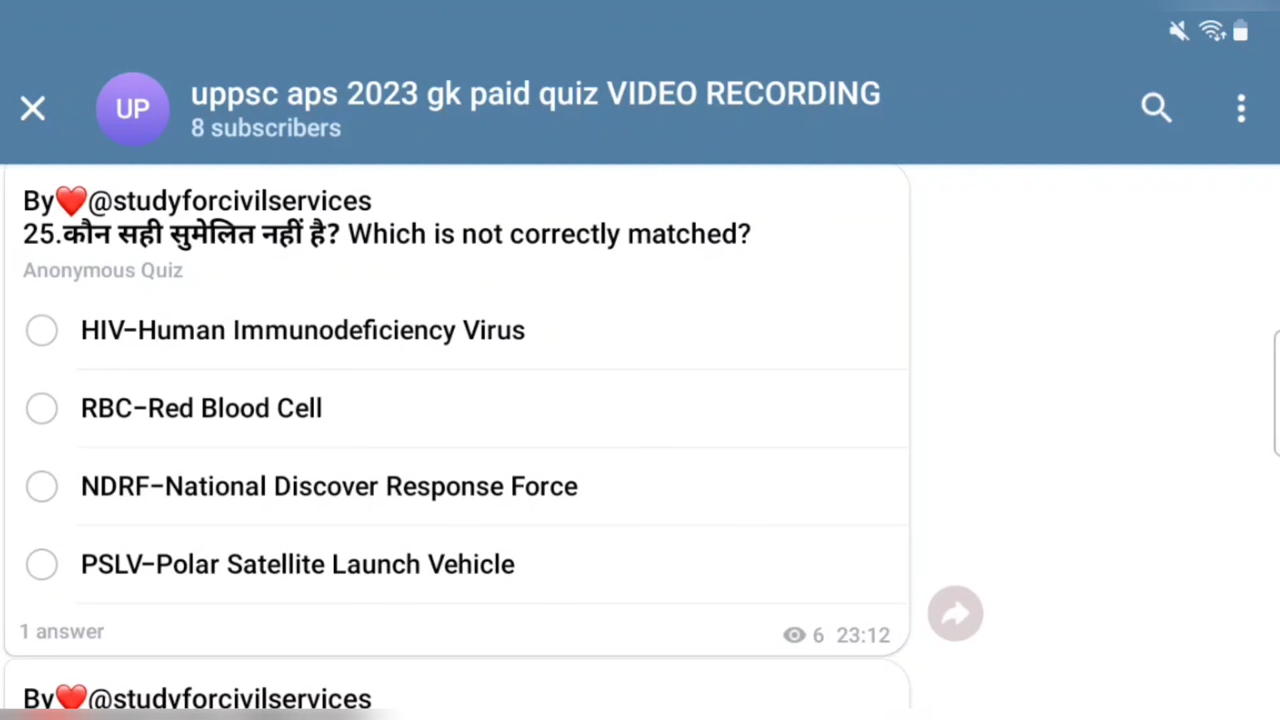 uppsc aps 2023 gk paid quiz VIDEO RECORDING
UP
8 subscribers
By❤️@studyforcivilservices
25.कौन सही सुमेलित नहीं है? Which is not correctly matched?
Anonymous Quiz
HIV-Human Immunodeficiency Virus
RBC-Red Blood Cell
NDRF-National Discover Response Force
PSLV-Polar Satellite Launch Vehicle
1 answer
6 23:12
By❤️@studyforcivilservices